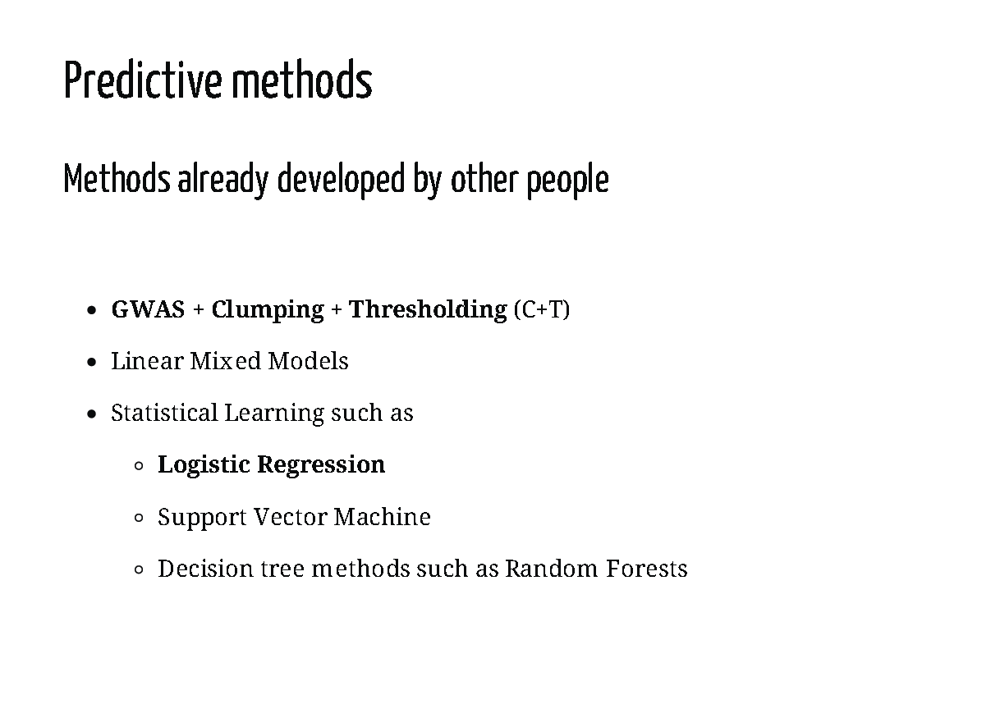 Predictive methods
Methods already developed by other people
• GWAS + Clumping + Thresholding (C+T)
• Linear Mixed Models
• Statistical Learning such as
◦ Logistic Regression
◦ Support Vector Machine
◦ Decision tree methods such as Random Forests